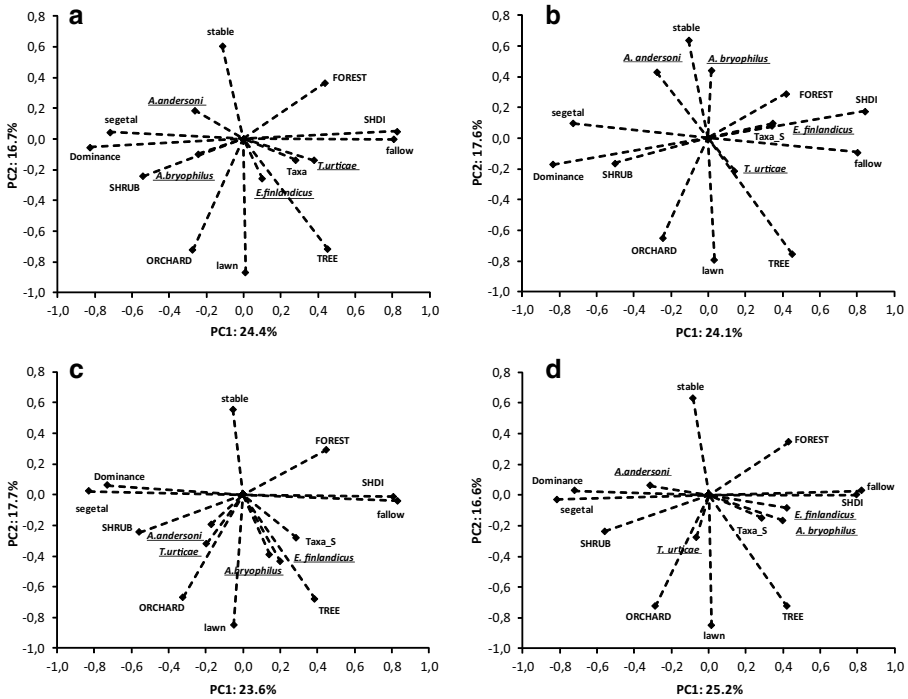 a
0,8
0,6
0,4
0,2
0,0
-0,2
-0,4
-0,6
-0,8
-1,0
PC2: 16.7%
stable
FOREST
A.andersoni
segetal
SHDI
Dominance
fallow
SHRUB
A.bryophilus
Taxa
T.urticae
E.finlandicus
ORCHARD
lawn
TREE
-1,0 -0,8 -0,6 -0,4 -0,2 0,0 0,2 0,4 0,6 0,8 1,0
PC1: 24.4%
b
0,8
0,6
0,4
0,2
0,0
-0,2
-0,4
-0,6
-0,8
-1,0
PC2: 17.6%
stable
A. andersoni
A. bryophilus
FOREST
SHDI
segetal
Taxa_S
E. finlandicus
Dominance
SHRUB
fallow
T. urticae
ORCHARD
lawn
TREE
-1,0 -0,8 -0,6 -0,4 -0,2 0,0 0,2 0,4 0,6 0,8 1,0
PC1: 24.1%
c
0,8
0,6
0,4
0,2
0,0
-0,2
-0,4
-0,6
-0,8
-1,0
PC2: 17.7%
stable
FOREST
Dominance
SHDI
segetal
fallow
SHRUB
A.andersoni
Taxa_S
T.urticae
E. finlandicus
A.bryophilus
ORCHARD
TREE
lawn
-1,0 -0,8 -0,6 -0,4 -0,2 0,0 0,2 0,4 0,6 0,8 1,0
PC1: 23.6%
d
0,8
0,6
0,4
0,2
0,0
-0,2
-0,4
-0,6
-0,8
-1,0
PC2: 16.6%
stable
FOREST
A.andersoni
Dominance
fallow
segetal
SHDI
E. finlandicus
Taxa_S
A. bryophilus
SHRUB
T. urticae
ORCHARD
TREE
lawn
-1,0 -0,8 -0,6 -0,4 -0,2 0,0 0,2 0,4 0,6 0,8 1,0
PC1: 25.2%